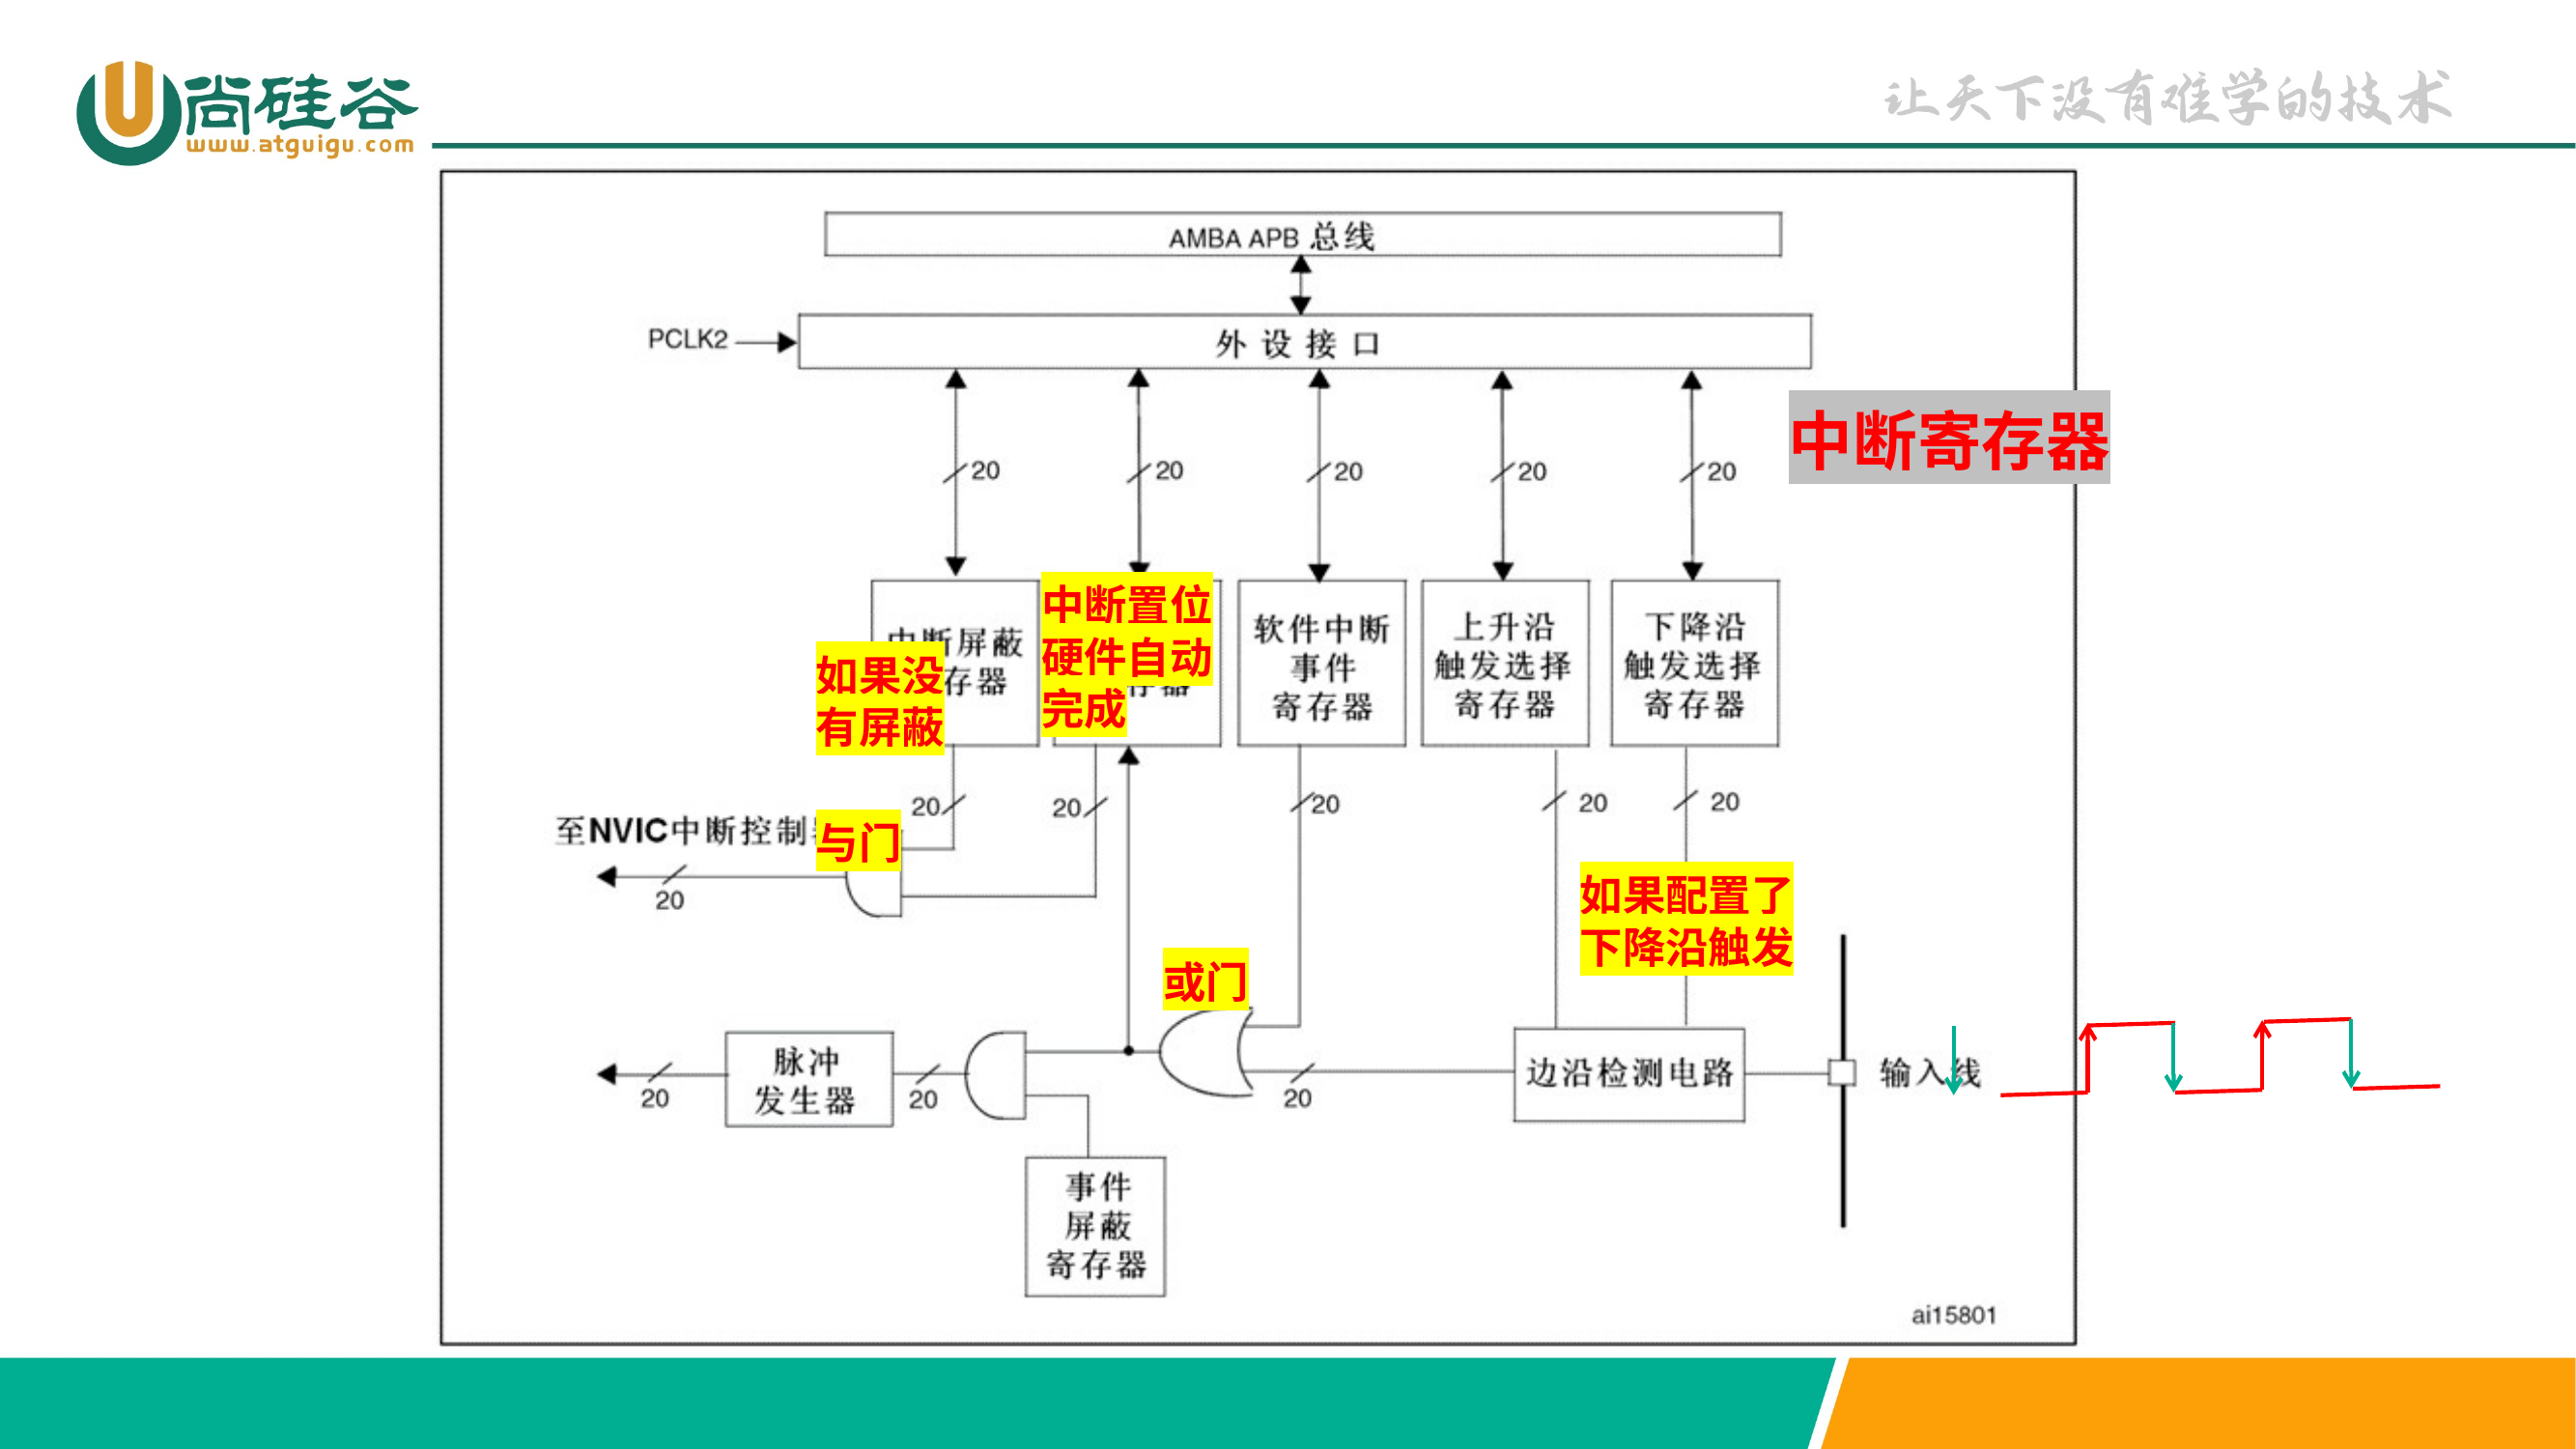 尚硅谷
www.atguigu.com
让天下没有难学的技术
AMBA APB 总线
PCLK2
外设接口
中断寄存器
20
20
20
20
20
屏蔽
存器
如果没
有屏蔽
中断置位
硬件自动
完成
软件中断
事件
寄存器
上升沿
触发选择
寄存器
下降沿
触发选择
寄存器
20
20
20
20
20
至NVIC中断控制
与门
20
如果配置了
下降沿触发
或门
脉冲
发生器
边沿检测电路
输入线
20
20
20
事件
屏蔽
寄存器
ai15801